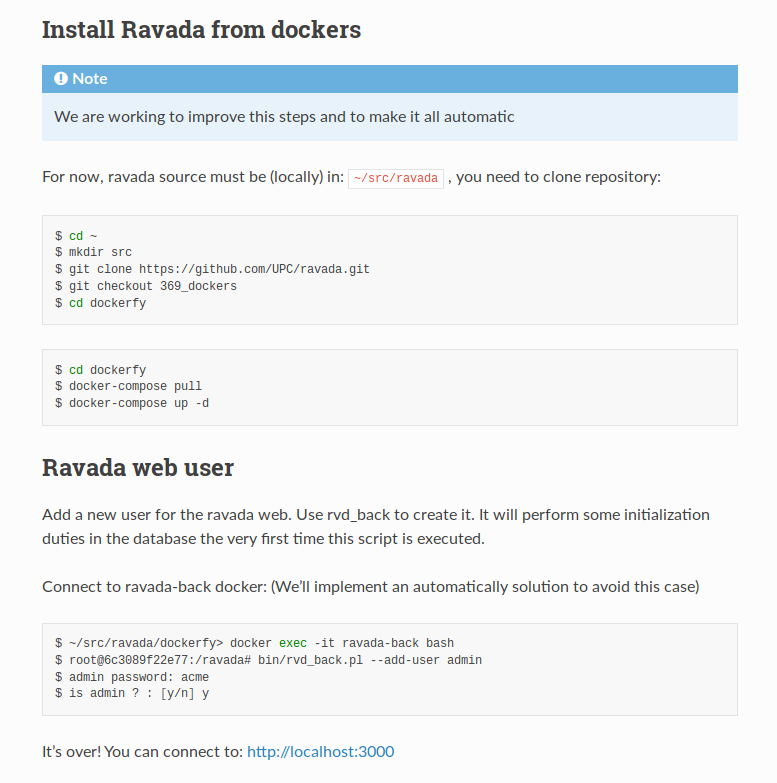 Install Ravada from dockers
Note
We are working to improve this steps and to make it all automatic
For now, ravada source must be (locally) in: ~/src/ravada , you need to clone repository:
$ cd ~
$ mkdir src
$ git clone https://github.com/UPC/ravada.git
$ git checkout 369_dockers
$ cd dockerfy
$ cd dockerfy
$ docker-compose pull
$ docker-compose up -d
Ravada web user
Add a new user for the ravada web. Use rvd_back to create it. It will perform some initialization
duties in the database the very first time this script is executed.
Connect to ravada-back docker: (We’ll implement an automatically solution to avoid this case)
$ ~/src/ravada/dockerfy> docker exec -it ravada-back bash
$ root@6c3089f22e77:/ravada# bin/rvd_back.pl --add-user admin
$ admin password: acme
$ is admin ? : [y/n] y
It’s over! You can connect to: http://localhost:3000